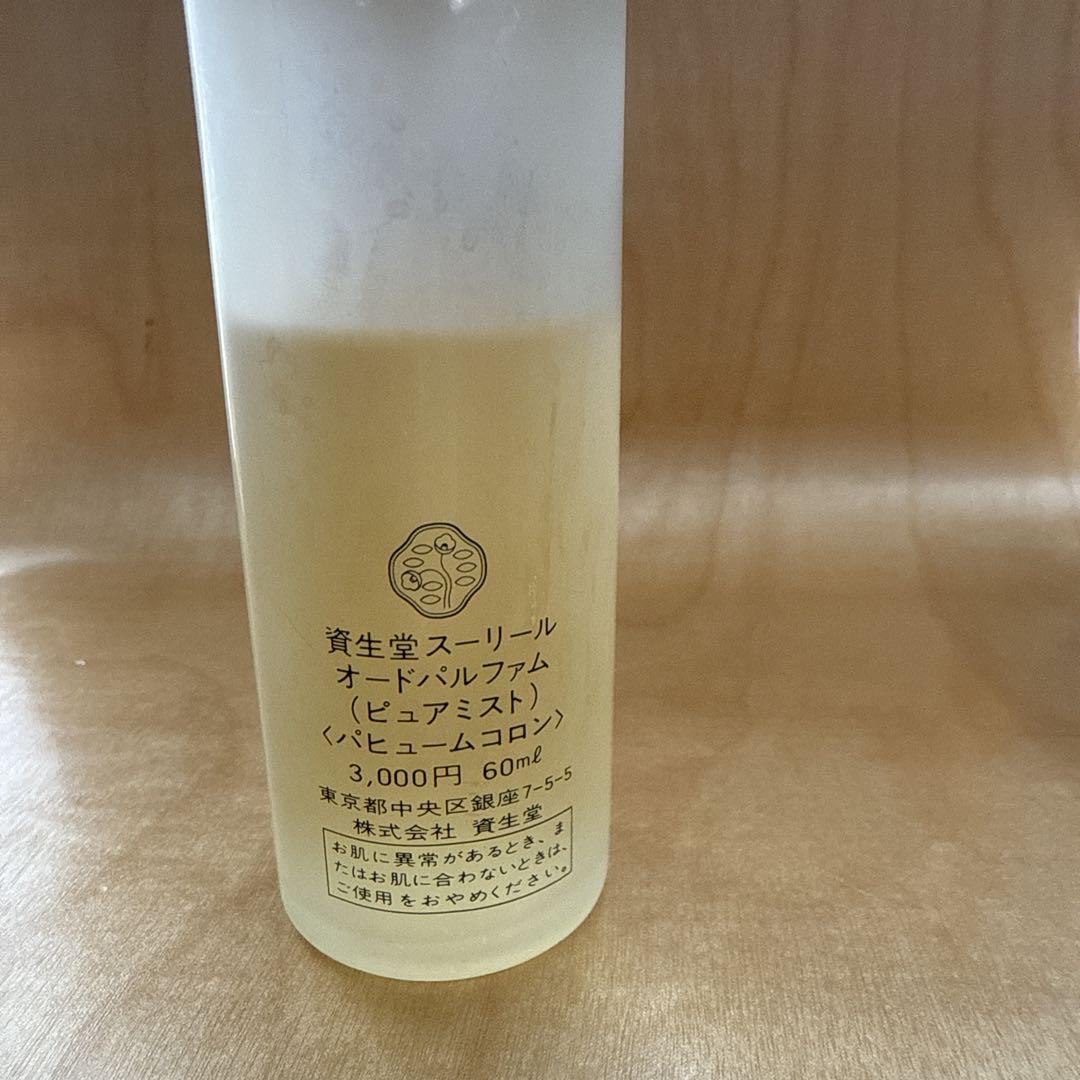 資生堂スーリール
オードパルファム
(ピュアミスト)
〈パヒュームコロン〉
3,000円 60mℓ
東京都中央区銀座7-5-5
株式会社 資生堂
お肌に異常があるとき、ま
たはお肌に合わないときは、
ご使用をおやめください。